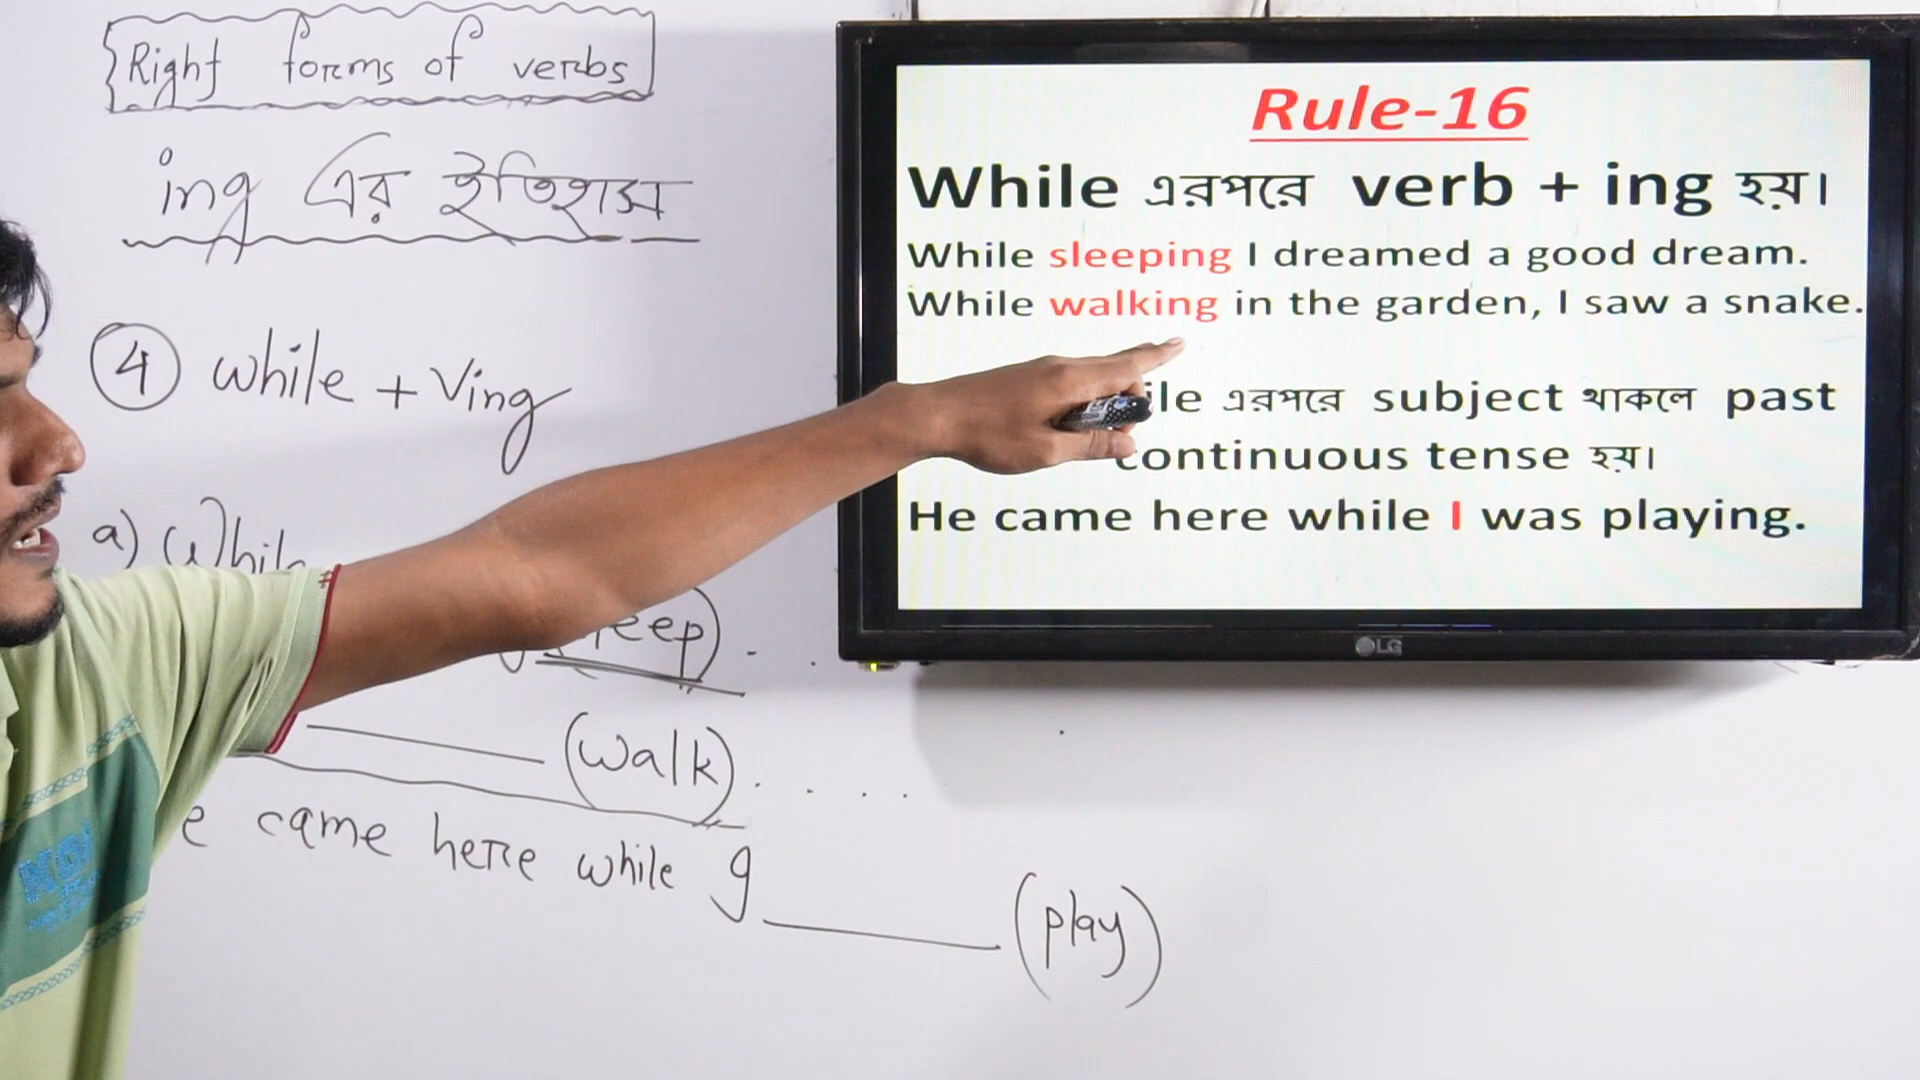 Right forms of verbs
ing এর ইতিহাস
④ while + Ving
a) While
(walk). . . . .
came here while I ______ (play)
Rule-16
While এরপরে verb + ing হয়।
While sleeping I dreamed a good dream.
While walking in the garden, I saw a snake.
এরপরে subject থাকলে past
continuous tense হয়।
He came here while I was playing.
LG